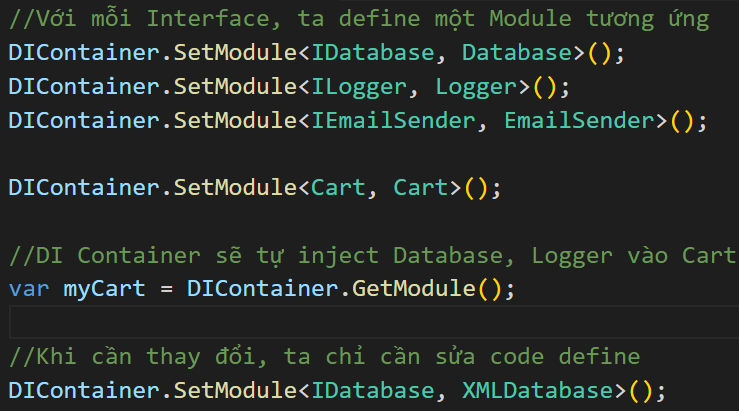 //Với mỗi Interface, ta define một Module tương ứng
DIContainer.SetModule<IDatabase, Database>();
DIContainer.SetModule<ILogger, Logger>();
DIContainer.SetModule<IEmailSender, EmailSender>();
DIContainer.SetModule<Cart, Cart>();
//DI Container sẽ tự inject Database, Logger vào Cart
var myCart = DIContainer.GetModule();
//Khi cần thay đổi, ta chỉ cần sửa code define
DIContainer.SetModule<IDatabase, XMLDatabase>();